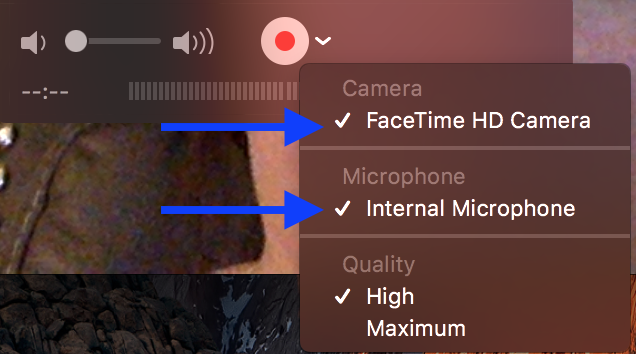 --:--
Camera
✓ FaceTime HD Camera
Microphone
✓ Internal Microphone
Quality
✓ High
Maximum